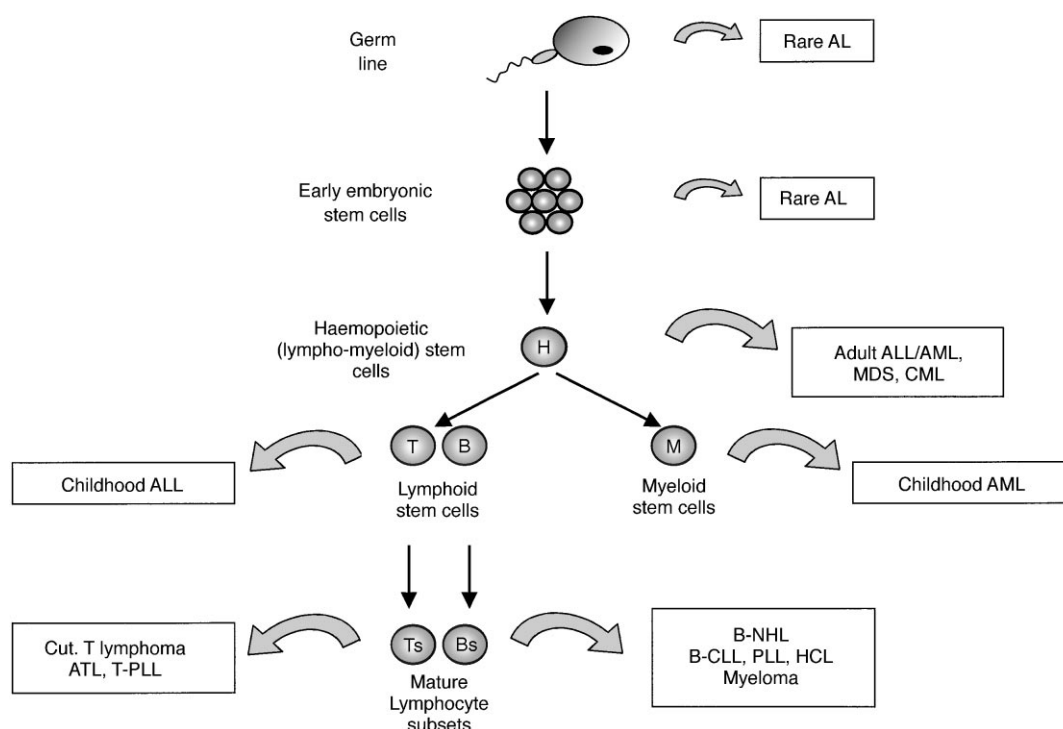 Germ
line
Rare AL
Early embryonic
stem cells
Rare AL
Haemopoietic
(lympho-myeloid) stem
cells
H
Adult ALL/AML,
MDS, CML
T B
M
Childhood ALL
Lymphoid
stem cells
Myeloid
stem cells
Childhood AML
Cut. T lymphoma
ATL, T-PLL
Ts Bs
B-NHL
B-CLL, PLL, HCL
Myeloma
Mature
Lymphocyte
subsets